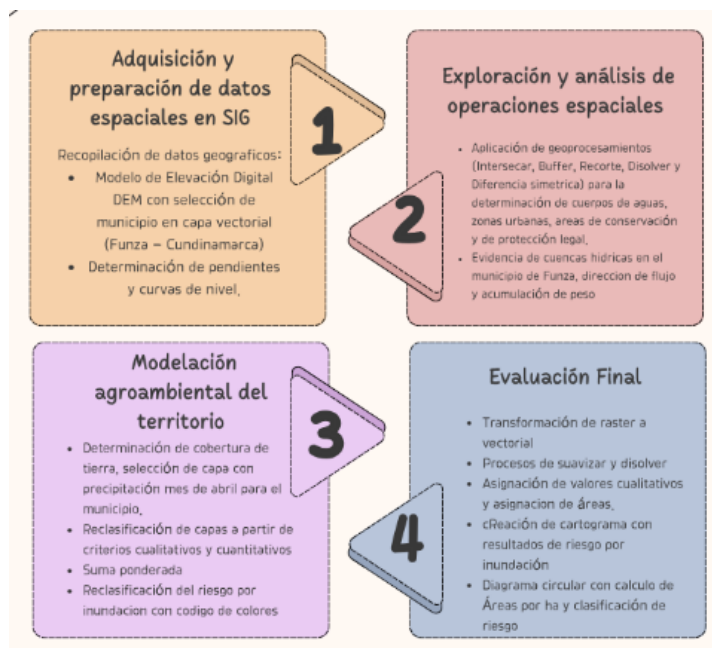 Adquisición y
preparación de datos
espaciales en SIG
Recopilación de datos geograficos:
• Modelo de Elevación Digital
DEM con selección de
municipio en capa vectorial
(Funza – Cundinamarca)
• Determinación de pendientes
y curvas de nivel.
1
Exploración y análisis de
operaciones espaciales
• Aplicación de geoprocesamientos
(Intersecar, Buffer, Recorte, Disolver y
Diferencia simetrica) para la
determinación de cuerpos de aguas,
zonas urbanas, areas de conservación
y de protección legal.
• Evidencia de cuencas hidricas en el
municipio de Funza, direccion de flujo
y acumulación de peso
2
Modelación
agroambiental del
territorio
• Determinación de cobertura de
tierra, selección de capa con
precipitación mes de abril para el
municipio.
• Reclasificación de capas a partir de
criterios cualitativos y cuantitativos
• Suma ponderada
• Reclasificación del riesgo por
inundacion con codigo de colores
3
Evaluación Final
• Transformación de raster a
vectorial
• Procesos de suavizar y disolver
• Asignación de valores cualitativos
y asignacion de áreas.
• cReación de cartograma con
resultados de riesgo por
inundación
• Diagrama circular con calculo de
Áreas por ha y clasificación de
riesgo
4